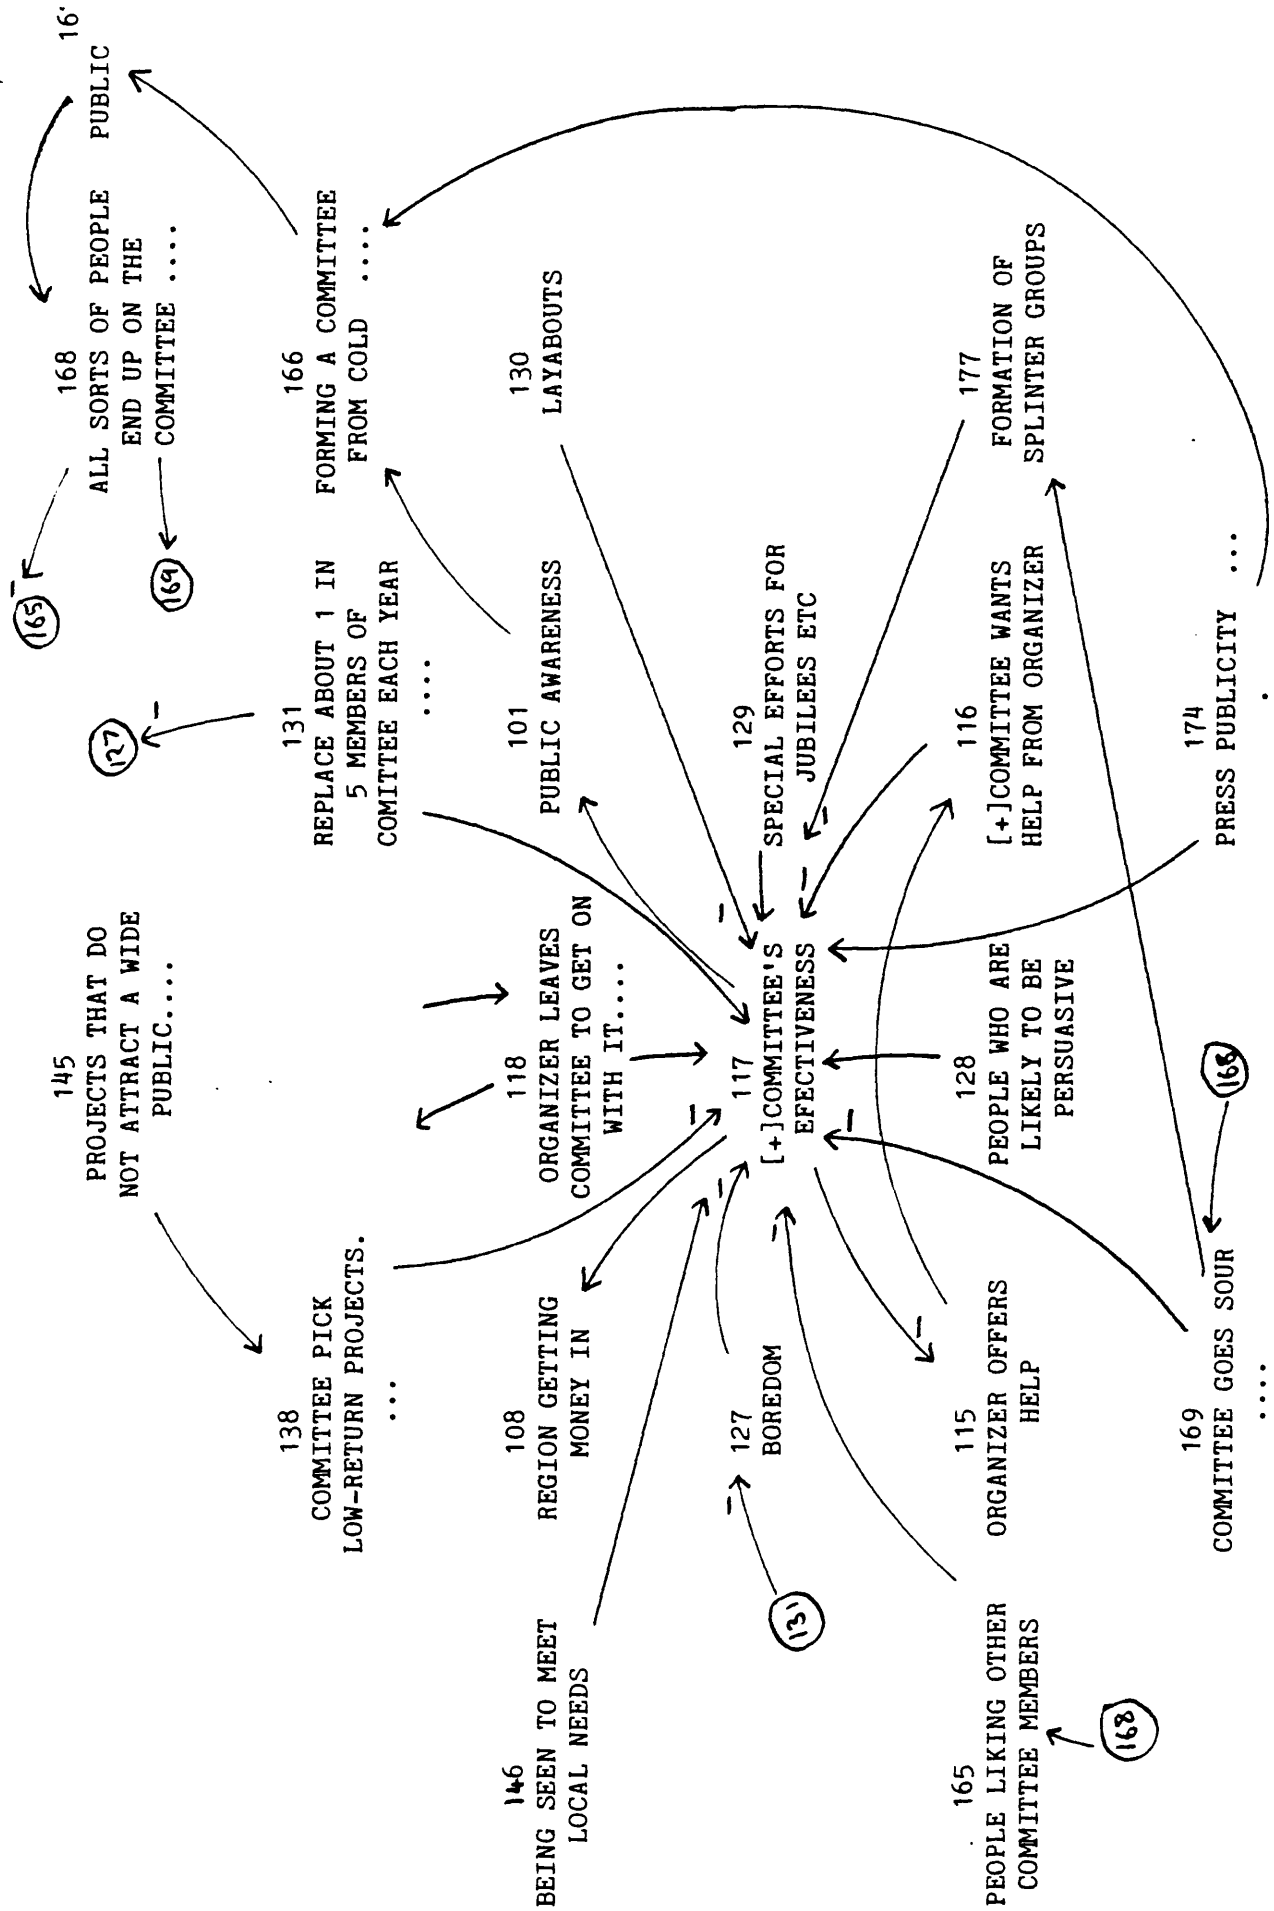 145
PROJECTS THAT DO
NOT ATTRACT A WIDE
PUBLIC....
127
165
169
168
ALL SORTS OF PEOPLE
END UP ON THE
COMMITTEE ....
PUBLIC
138
COMMITTEE PICK
LOW-RETURN PROJECTS.
...
131
REPLACE ABOUT 1 IN
5 MEMBERS OF
COMITTEE EACH YEAR
....
166
FORMING A COMMITTEE
FROM COLD ....
146
BEING SEEN TO MEET
LOCAL NEEDS
108
REGION GETTING
MONEY IN
118
ORGANIZER LEAVES
COMMITTEE TO GET ON
WITH IT....
101
PUBLIC AWARENESS
130
LAYABOUTS
131
127
BOREDOM
117
[+]COMMITTEE'S
EFECTIVENESS
129
SPECIAL EFFORTS FOR
JUBILEES ETC
165
PEOPLE LIKING OTHER
COMMITTEE MEMBERS
168
115
ORGANIZER OFFERS
HELP
128
PEOPLE WHO ARE
LIKELY TO BE
PERSUASIVE
116
[+]COMMITTEE WANTS
HELP FROM ORGANIZER
177
FORMATION OF
SPLINTER GROUPS
169
COMMITTEE GOES SOUR
....
168
174
PRESS PUBLICITY ...